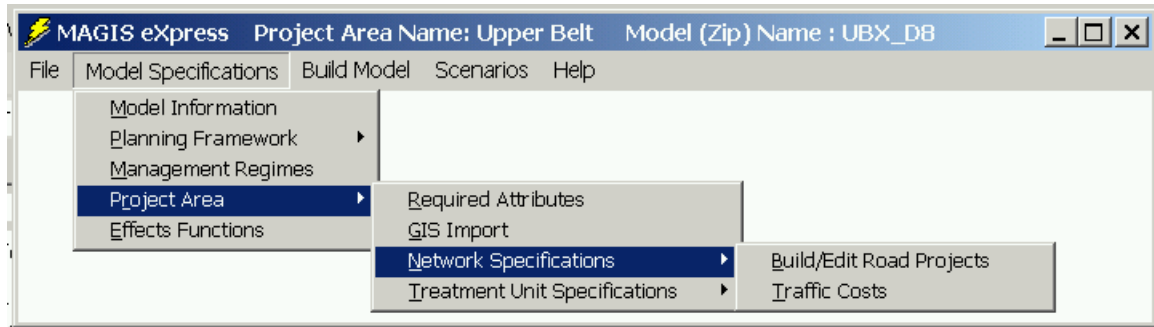 MAGIS eXpress Project Area Name: Upper Belt Model (Zip) Name : UBX_D8
File Model Specifications Build Model Scenarios Help
Model Information
Planning Framework
Management Regimes
Project Area
Effects Functions
Required Attributes
GIS Import
Network Specifications
Treatment Unit Specifications
Build/Edit Road Projects
Traffic Costs